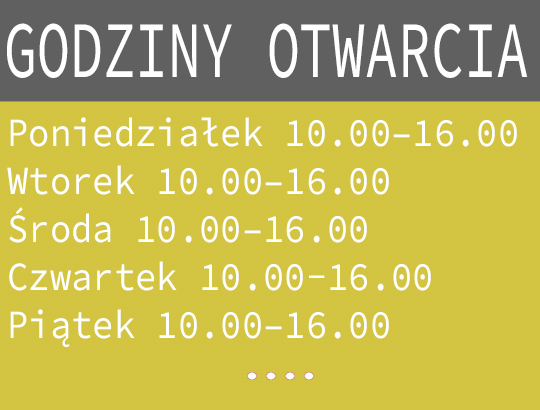 GODZINY OTWARCIA
Poniedziałek 10.00–16.00
Wtorek 10.00–16.00
Środa 10.00–16.00
Czwartek 10.00-16.00
Piątek 10.00–16.00